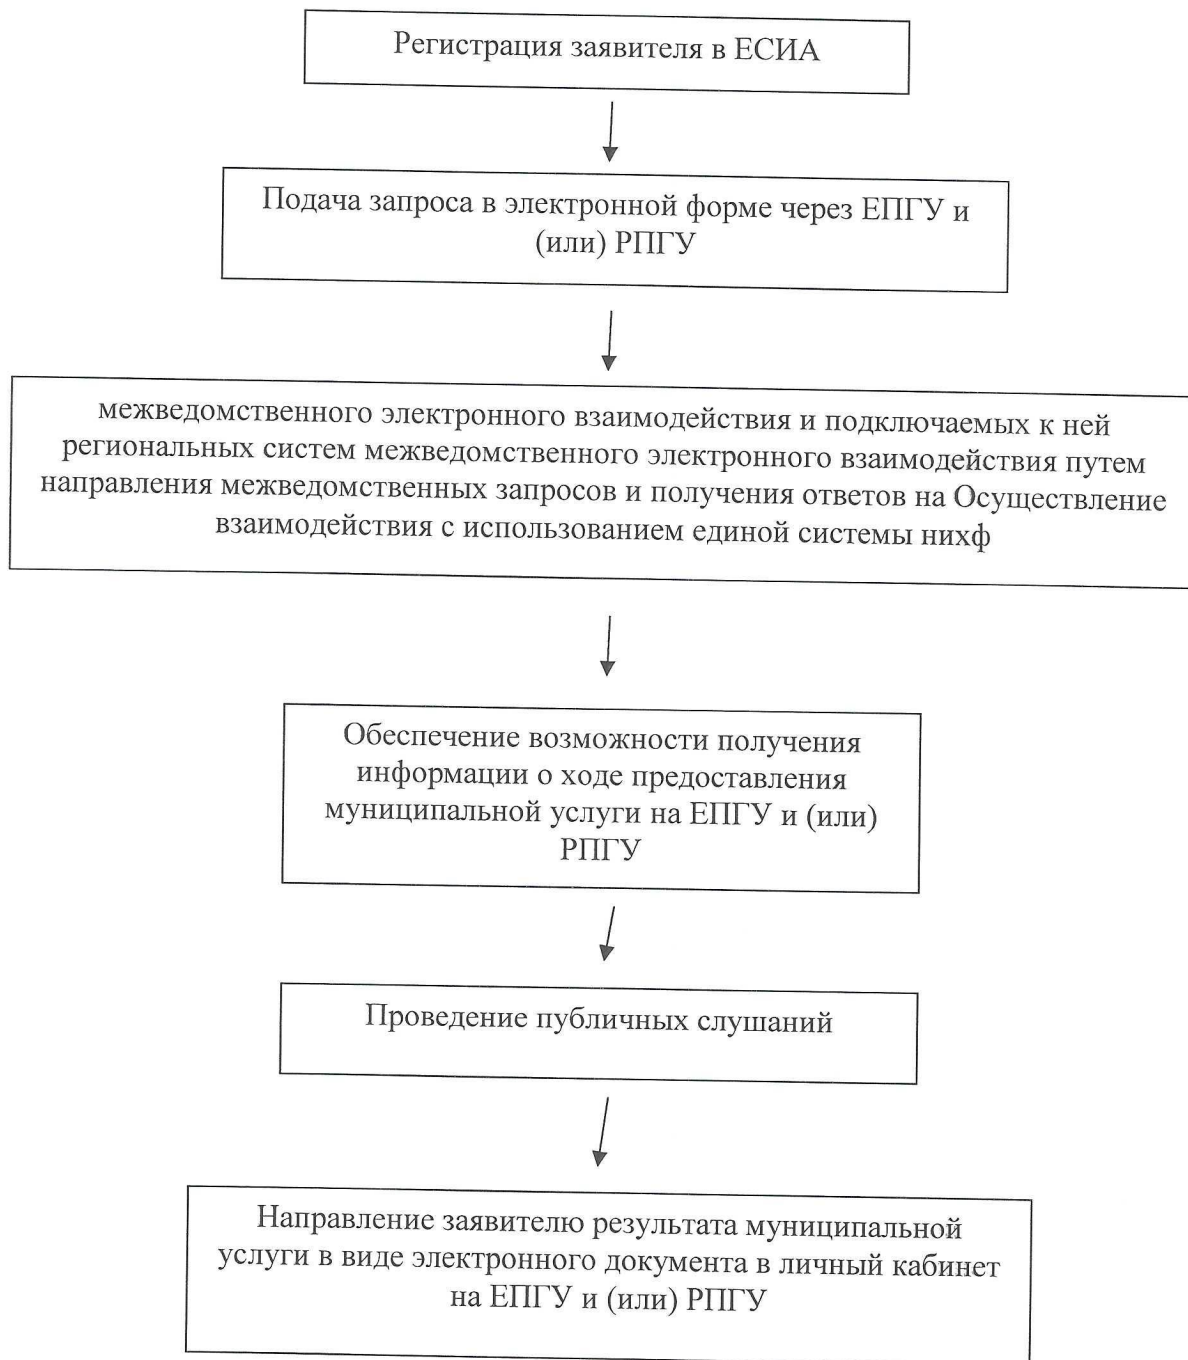 Регистрация заявителя в ЕСИА
Подача запроса в электронной форме через ЕПГУ и
(или) РПГУ
межведомственного электронного взаимодействия и подключаемых к ней
региональных систем межведомственного электронного взаимодействия путем
направления межведомственных запросов и получения ответов на Осуществление
взаимодействия с использованием единой системы нихф
Обеспечение возможности получения
информации о ходе предоставления
муниципальной услуги на ЕПГУ и (или)
РПГУ
Проведение публичных слушаний
Направление заявителю результата муниципальной
услуги в виде электронного документа в личный кабинет
на ЕПГУ и (или) РПГУ